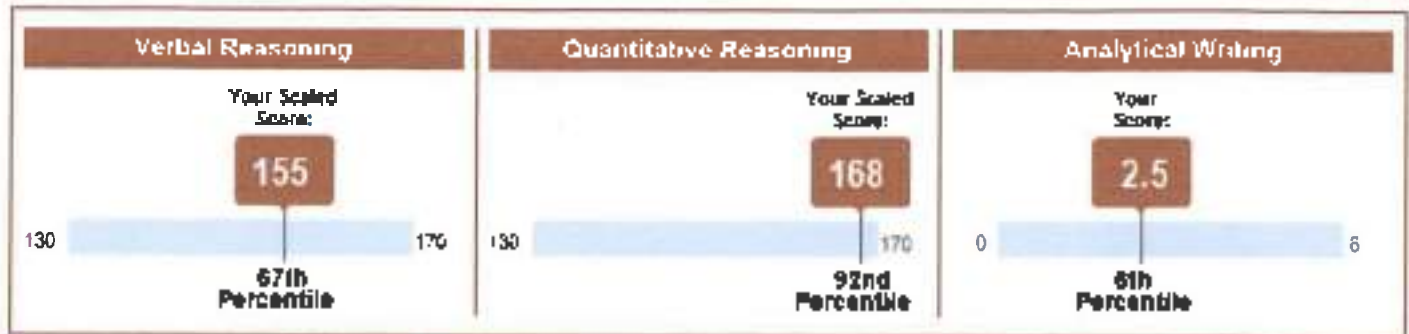 Verbal Reasoning
Your Scaled
Score:
155
130
170
67th
Percentile
Quantitative Reasoning
Your Scaled
Score:
168
130
170
92nd
Percentile
Analytical Writing
Your
Score:
2.5
0
6
6th
Percentile